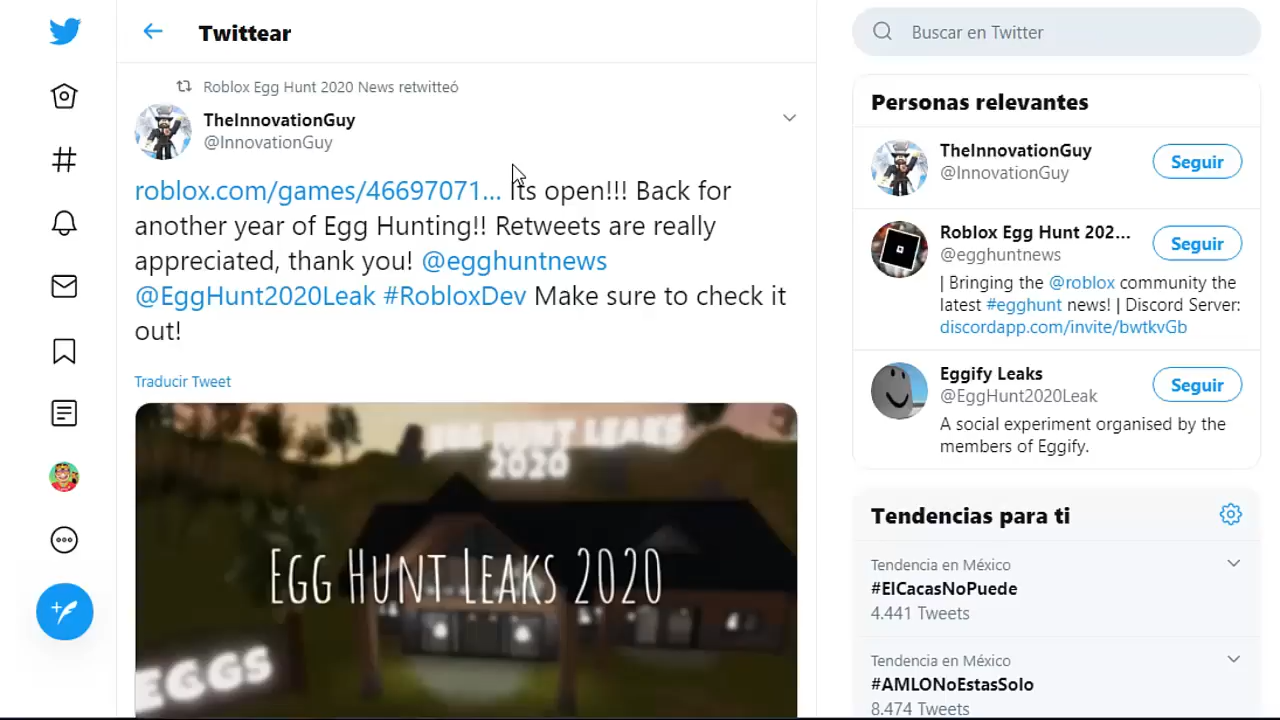 Twittear
Buscar en Twitter
Roblox Egg Hunt 2020 News retwitteó
TheInnovationGuy
@InnovationGuy
roblox.com/games/46697071... Its open!!! Back for
another year of Egg Hunting!! Retweets are really
appreciated, thank you! @egghuntnews
@EggHunt2020Leak #RobloxDev Make sure to check it
out!
Traducir Tweet
EGG HUNT LEAKS
2020
EGG HUNT LEAKS 2020
EGGS
Personas relevantes
TheInnovationGuy
@InnovationGuy
Seguir
Roblox Egg Hunt 202...
@egghuntnews
Seguir
| Bringing the @roblox community the
latest #egghunt news! | Discord Server:
discordapp.com/invite/bwtkvGb
Eggify Leaks
@EggHunt2020Leak
Seguir
A social experiment organised by the
members of Eggify.
Tendencias para ti
Tendencia en México
#ElCacasNoPuede
4.441 Tweets
Tendencia en México
#AMLONoEstasSolo
8.474 Tweets